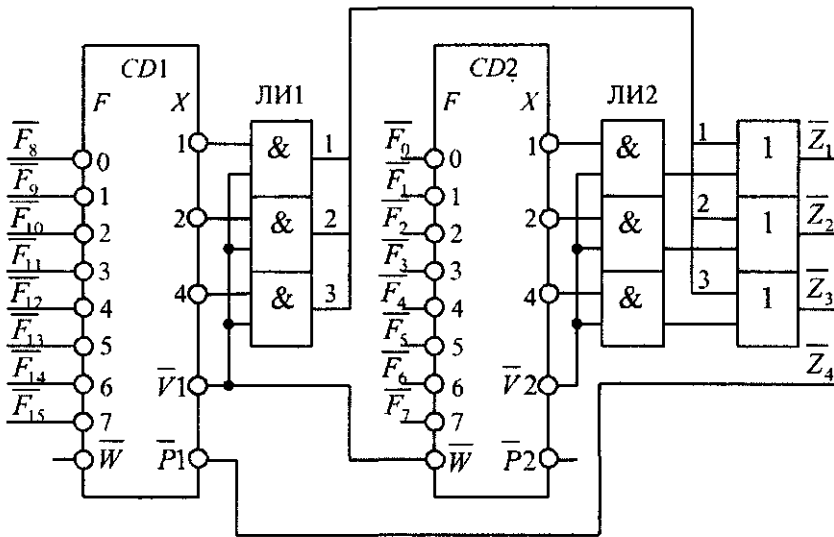 CD1
F
X
ЛИ1
CD2
F
X
ЛИ2
F̅₈
0
F̅₉
1
F̅₁₀
2
F̅₁₁
3
F̅₁₂
4
F̅₁₃
5
F̅₁₄
6
F̅₁₅
7
W̅
1
2
4
V̅1
P̅1
&
&
&
1
2
3
F̅₀
0
F̅₁
1
F̅₂
2
F̅₃
3
F̅₄
4
F̅₅
5
F̅₆
6
F̅₇
7
W̅
1
2
4
V̅2
P̅2
&
&
&
1
2
3
1
1
1
Z̅₁
Z̅₂
Z̅₃
Z̅₄